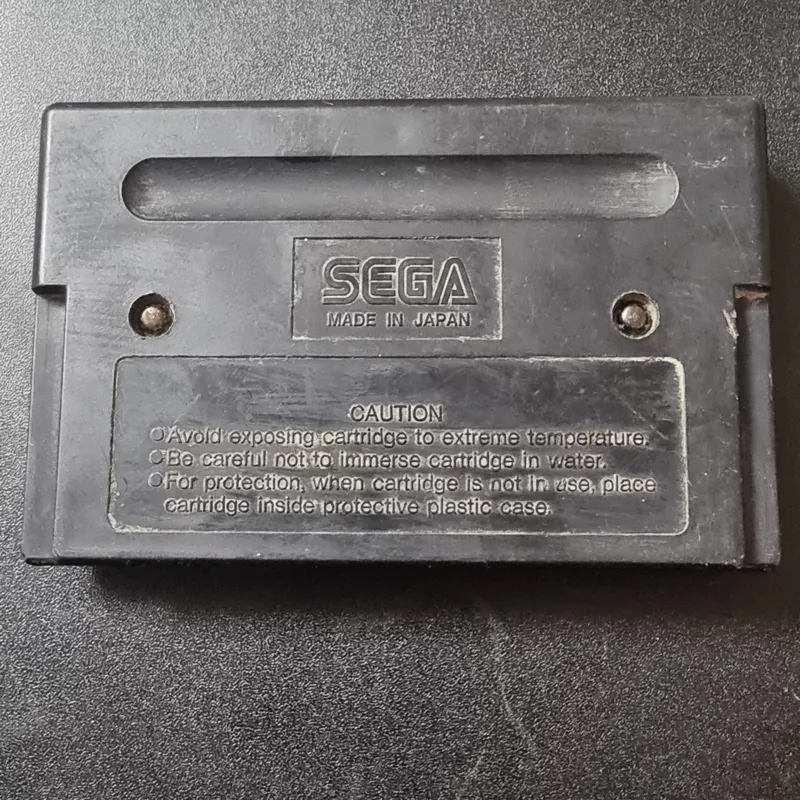 SEGA
MADE IN JAPAN
CAUTION
○Avoid exposing cartridge to extreme temperature.
○Be careful not to immerse cartridge in water.
○For protection, when cartridge is not in use, place
cartridge inside protective plastic case.